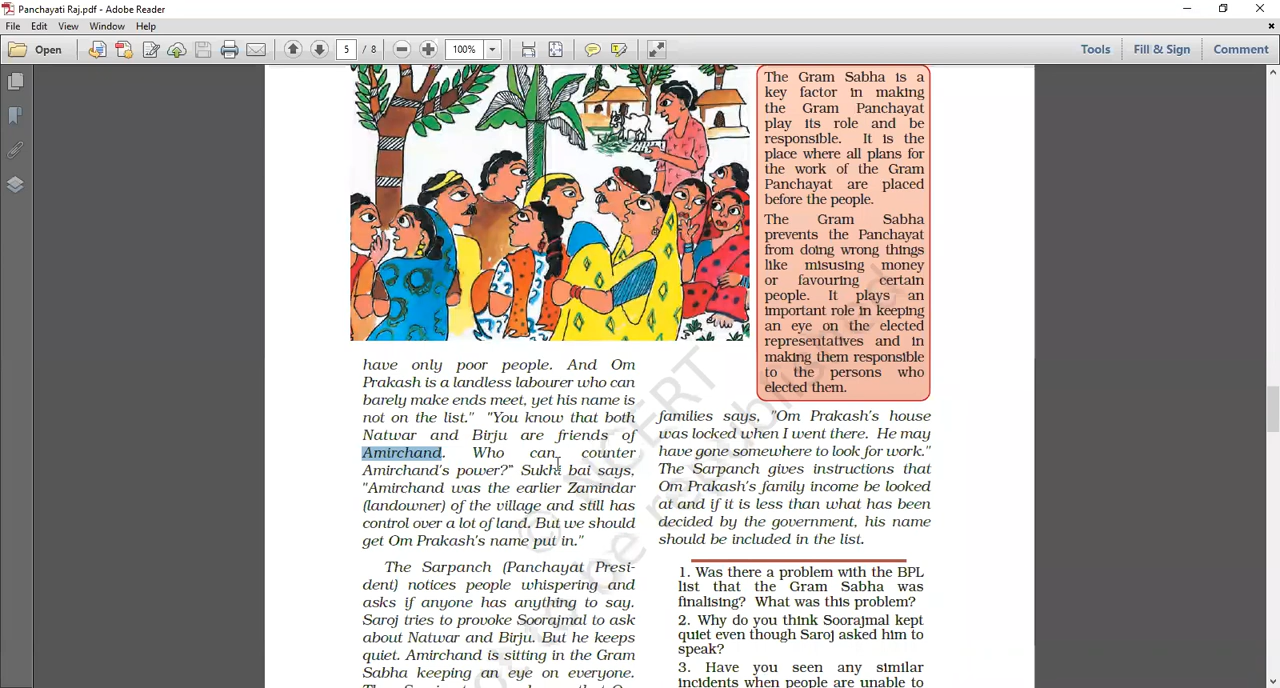 Panchayati Raj.pdf - Adobe Reader
File Edit View Window Help
Open 5 / 8 100% Tools Fill & Sign Comment
The Gram Sabha is a
key factor in making
the Gram Panchayat
play its role and be
responsible. It is the
place where all plans for
the work of the Gram
Panchayat are placed
before the people.
The Gram Sabha
prevents the Panchayat
from doing wrong things
like misusing money
or favouring certain
people. It plays an
important role in keeping
an eye on the elected
representatives and in
making them responsible
to the persons who
elected them.
have only poor people. And Om
Prakash is a landless labourer who can
barely make ends meet, yet his name is
not on the list." "You know that both
Natwar and Birju are friends of
Amirchand. Who can counter
Amirchand's power?" Sukhi bai says,
"Amirchand was the earlier Zamindar
(landowner) of the village and still has
control over a lot of land. But we should
get Om Prakash's name put in."
The Sarpanch (Panchayat Presi-
dent) notices people whispering and
asks if anyone has anything to say.
Saroj tries to provoke Soorajmal to ask
about Natwar and Birju. But he keeps
quiet. Amirchand is sitting in the Gram
Sabha keeping an eye on everyone.
families says, "Om Prakash's house
was locked when I went there. He may
have gone somewhere to look for work."
The Sarpanch gives instructions that
Om Prakash's family income be looked
at and if it is less than what has been
decided by the government, his name
should be included in the list.
1. Was there a problem with the BPL
list that the Gram Sabha was
finalising? What was this problem?
2. Why do you think Soorajmal kept
quiet even though Saroj asked him to
speak?
3. Have you seen any similar
incidents when people are unable to
© NCERT
not to be republished